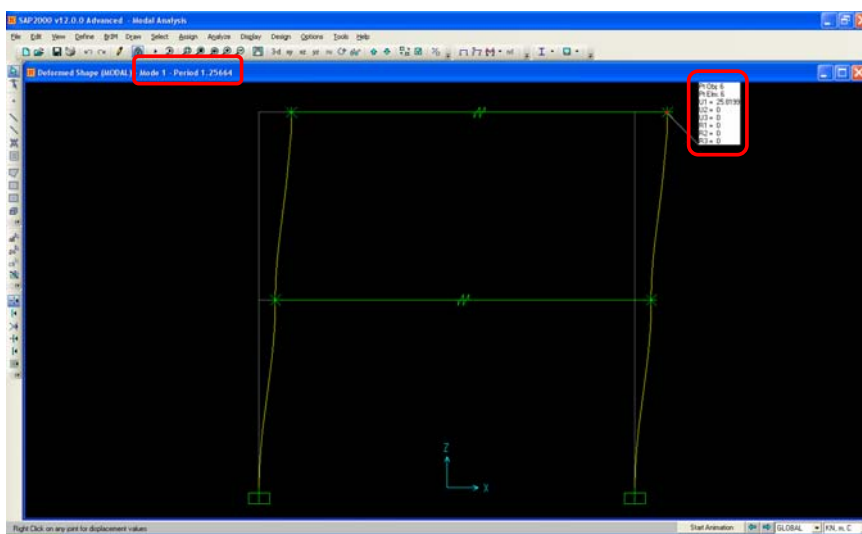 SAP2000 v12.0.0 Advanced - Modal Analysis
File Edit View Define BrIM Draw Select Assign Analyze Display Design Options Tools Help
Deformed Shape (MODAL) - Mode 1 - Period 1.25664
Pt Obj: 6
Pt Elm: 6
U1 = 25.8199
U2 = 0
U3 = 0
R1 = 0
R2 = 0
R3 = 0
Z
X
Right Click on any joint for displacement values
Start Animation
GLOBAL
KN, m, C